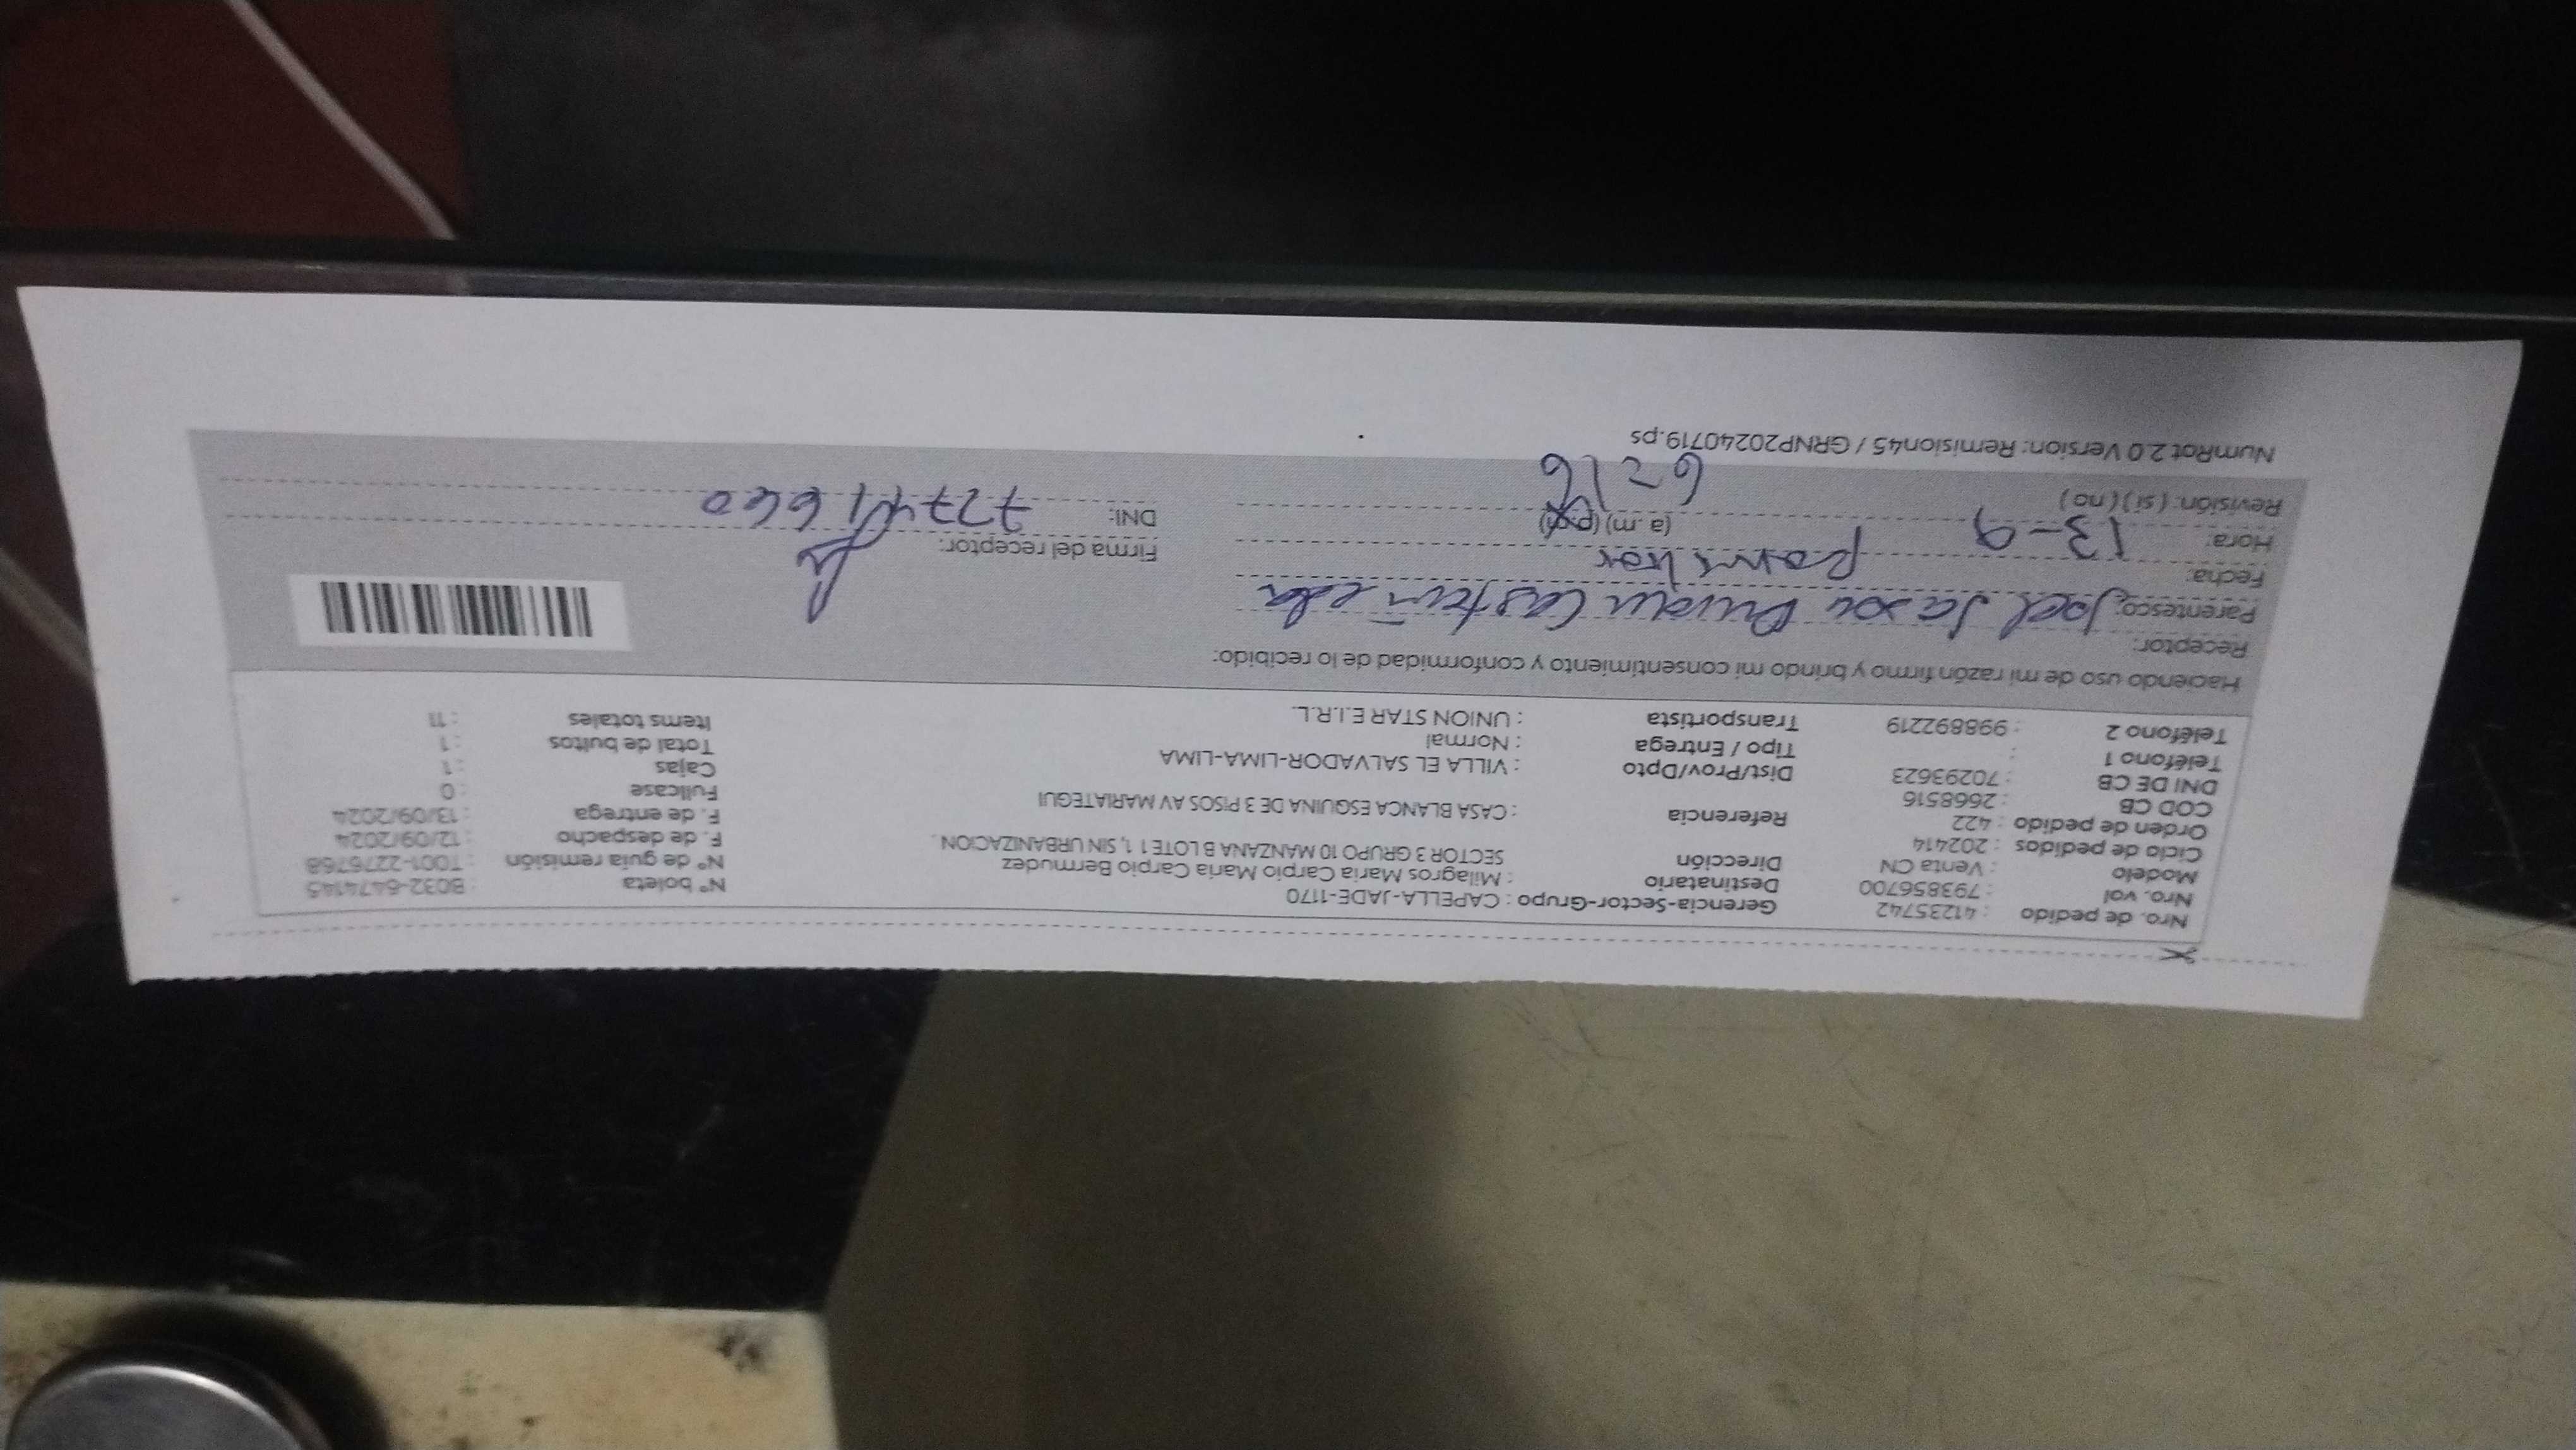 Nro. de pedido : 41235742 Gerencia-Sector-Grupo : CAPELLA-JADE-1170 N° boleta : B032-6474145
Nro. val : 793856700 Destinatario : Milagros Maria Carpio Maria Carpio Bermudez N° de guía remisión : T001-2276768
Modelo : Venta CN Dirección SECTOR 3 GRUPO 10 MANZANA B LOTE 1 1, SIN URBANIZACION. F. de despacho : 12/09/2024
Ciclo de pedidos : 202414 F. de entrega : 13/09/2024
Orden de pedido : 422 Referencia : CASA BLANCA ESQUINA DE 3 PISOS AV MARIATEGUI Fullcase : 0
COD CB : 2668516 Dist/Prov/Dpto : VILLA EL SALVADOR-LIMA-LIMA Cajas : 1
DNI DE CB : 70293623 Tipo / Entrega : Normal Total de bultos : 1
Teléfono 1 : Transportista : UNION STAR E.I.R.L. Items totales : 11
Teléfono 2 : 998892219
Haciendo uso de mi razón firmo y brindo mi consentimiento y conformidad de lo recibido:
Receptor:
Parentesco: Joel
Fecha: Firma del receptor:
Hora: 13-9 (a.m) (p.m) DNI:
Revisión: (si) (no)
NumRot 2.0 Version: Remision45 / GRNP20240719.ps